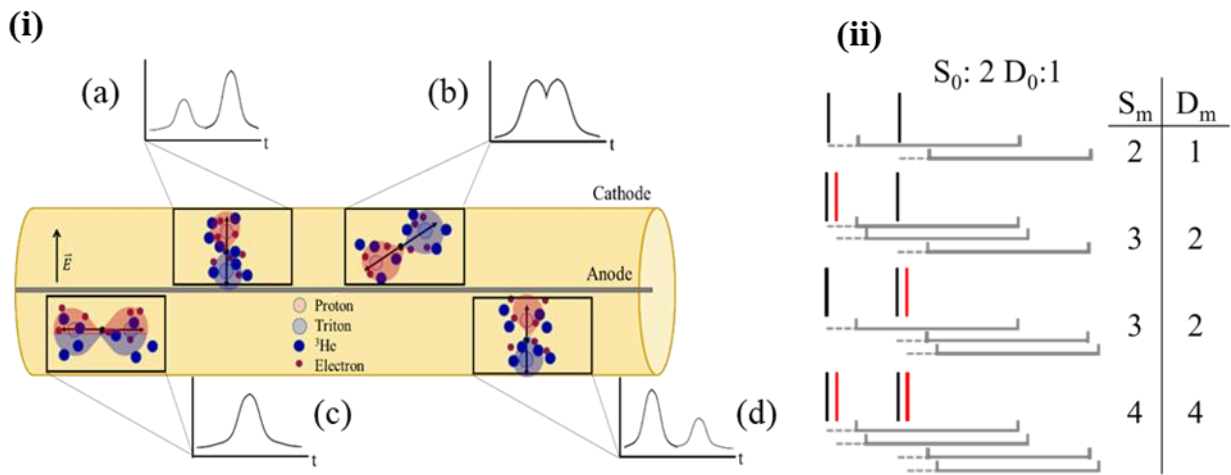 (i)
(a)
t
(b)
t
Cathode
E
Anode
Proton
Triton
³He
Electron
(c)
t
(d)
t
(ii)
S₀: 2 D₀:1
Sₘ Dₘ
2 1
3 2
3 2
4 4